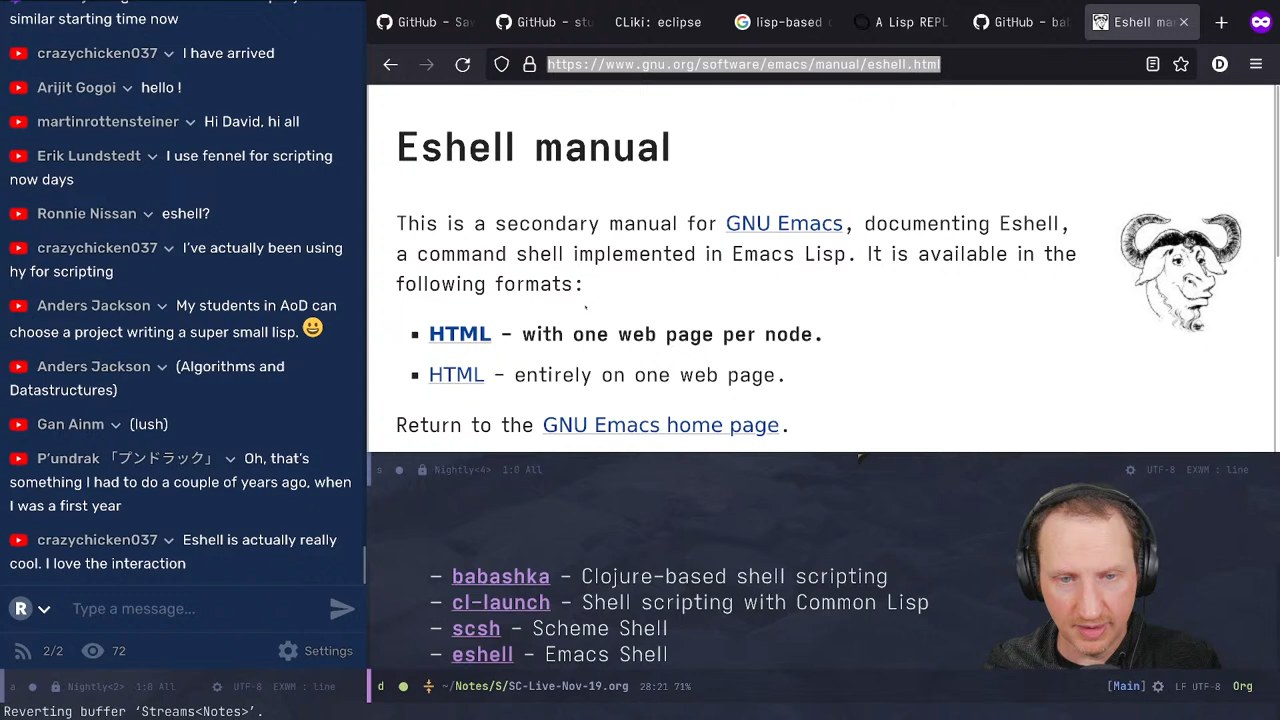 similar starting time now
crazychicken037 I have arrived
Arijit Gogoi hello !
martinrottensteiner Hi David, hi all
Erik Lundstedt I use fennel for scripting
now days
Ronnie Nissan eshell?
crazychicken037 I've actually been using
hy for scripting
Anders Jackson My students in AoD can
choose a project writing a super small lisp. 😃
Anders Jackson (Algorithms and
Datastructures)
Gan Ainm (lush)
P'undrak 「プンドラック」 Oh, that's
something I had to do a couple of years ago, when
I was a first year
crazychicken037 Eshell is actually really
cool. I love the interaction
R Type a message...
2/2 72 Settings
a Nightly<2> 1:0 All UTF-8 EXWM : line
Reverting buffer ‘Streams<Notes>’.
GitHub - Sav
GitHub - stu
CLiki: eclipse
lisp-based
A Lisp REPL
GitHub - bab
Eshell ma
https://www.gnu.org/software/emacs/manual/eshell.html
D
Eshell manual
This is a secondary manual for GNU Emacs, documenting Eshell,
a command shell implemented in Emacs Lisp. It is available in the
following formats:
HTML - with one web page per node.
HTML - entirely on one web page.
Return to the GNU Emacs home page.
s Nightly<4> 1:0 All UTF-8 EXWM : line
- babashka - Clojure-based shell scripting
- cl-launch - Shell scripting with Common Lisp
- scsh - Scheme Shell
- eshell - Emacs Shell
d ~/Notes/S/SC-Live-Nov-19.org 28:21 71% [Main] LF UTF-8 Org